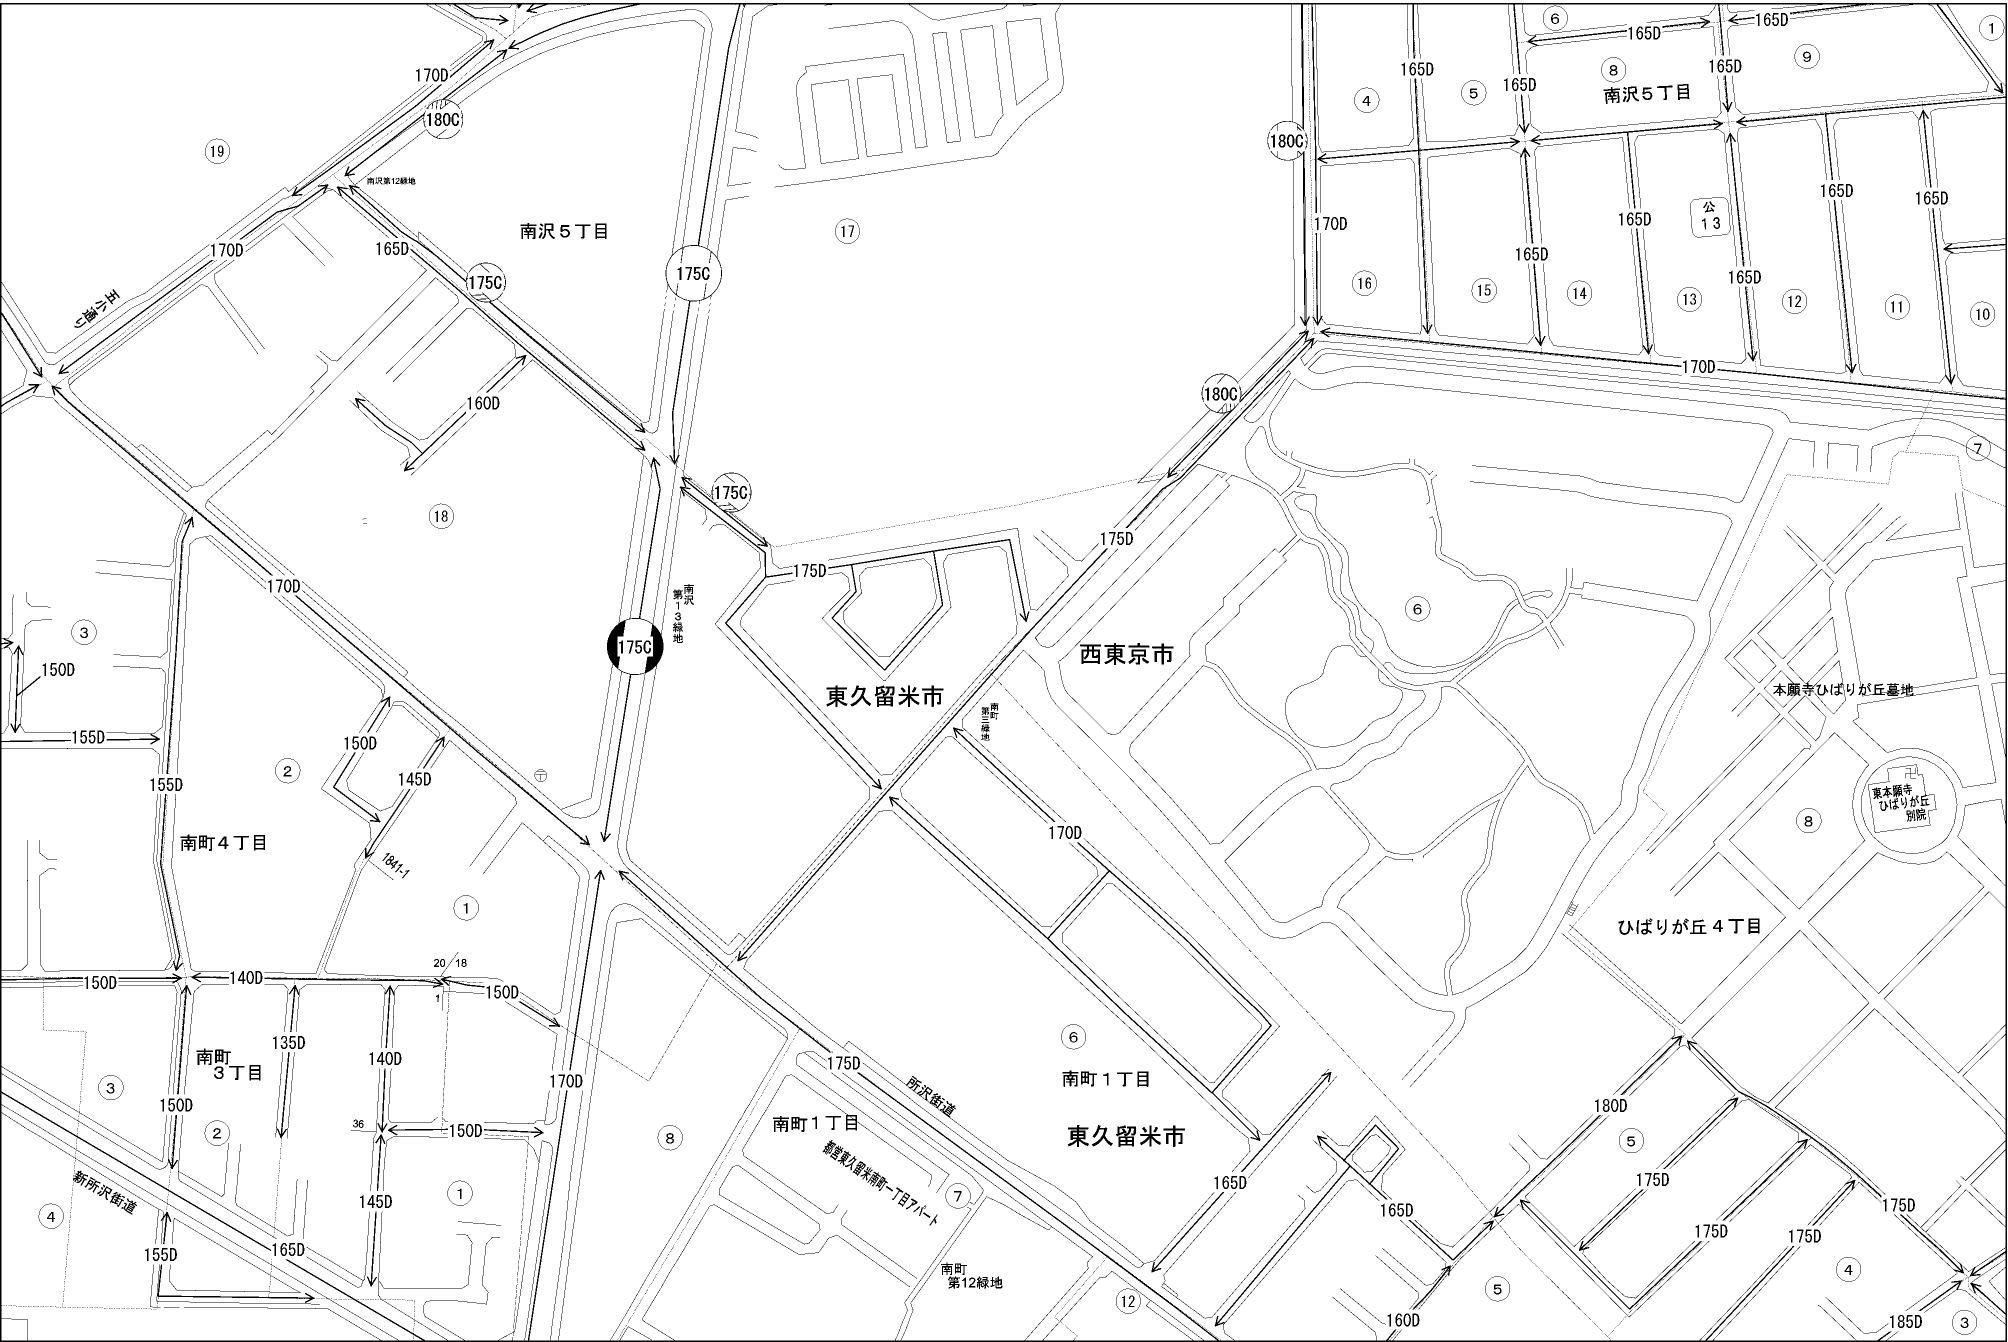 ⑥
165D
165D
①
170D
165D
⑤
165D
⑧
165D
⑨
④
南沢5丁目
180C
180C
⑲
南沢第12緑地
165D
165D
公
13
165D
170D
165D
南沢5丁目
⑰
170D
165D
165D
165D
175C
175C
⑯
⑮
⑭
⑬
⑫
⑪
⑩
五小通り
170D
160D
180C
⑦
175C
⑱
175D
175D
170D
南沢
第13緑地
③
⑥
175C
西東京市
150D
東久留米市
本願寺ひばりが丘墓地
南町
第三緑地
155D
150D
②
145D
155D
東本願寺
ひばりが丘
別院
170D
⑧
南町4丁目
1841-1
①
ひばりが丘4丁目
20
18
150D
140D
150D
1
135D
140D
⑥
南町
3丁目
175D
170D
南町1丁目
③
所沢街道
180D
150D
36
150D
南町1丁目
⑤
②
⑧
東久留米市
都営東久留米南町一丁目アパート
新所沢街道
145D
①
⑦
165D
175D
④
165D
175D
175D
175D
155D
165D
南町
第12緑地
④
⑤
⑫
160D
185D
③